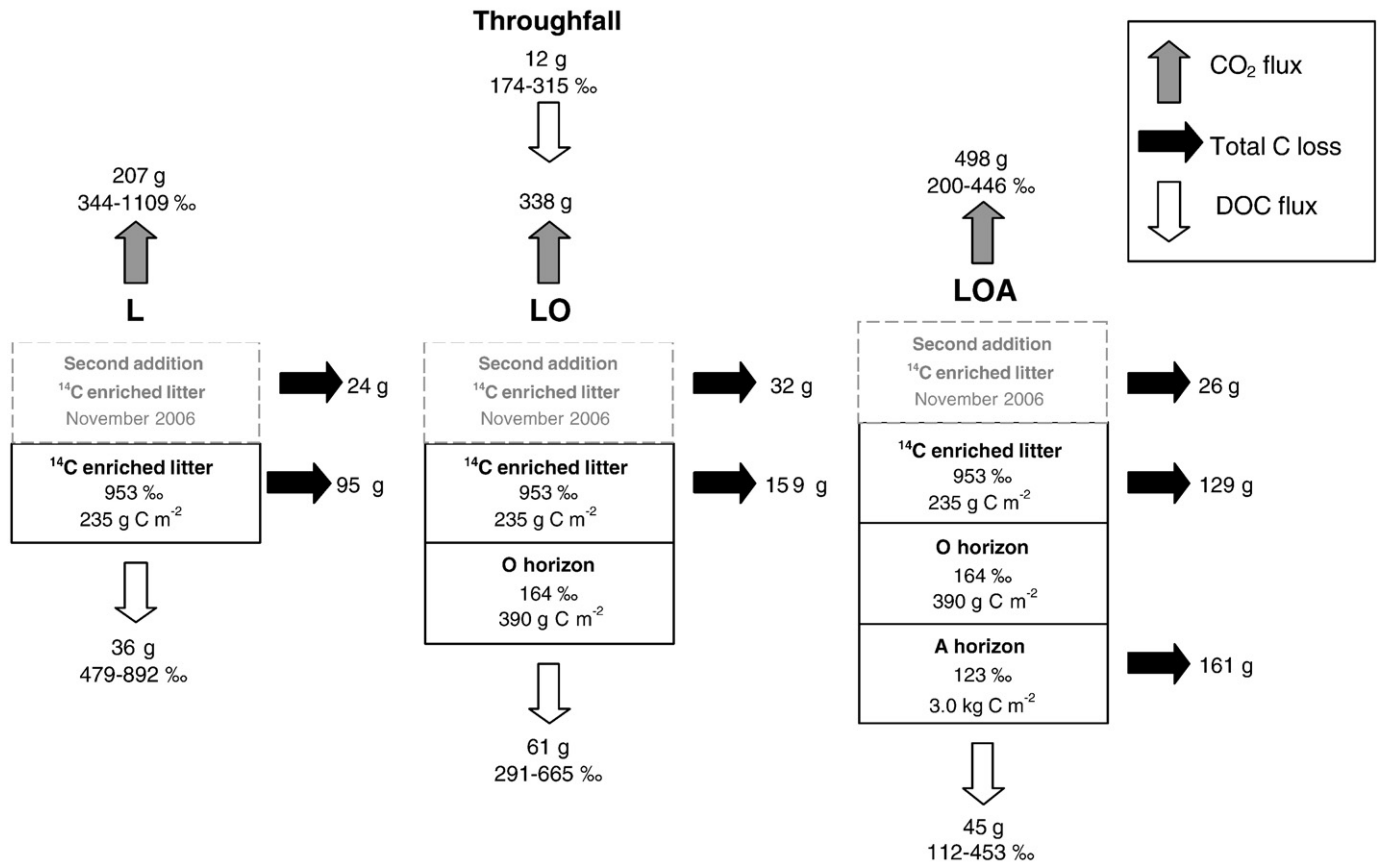 Throughfall
12 g
174-315 ‰
CO₂ flux
Total C loss
DOC flux
207 g
344-1109 ‰
L
Second addition
¹⁴C enriched litter
November 2006
24 g
¹⁴C enriched litter
953 ‰
235 g C m⁻²
95 g
36 g
479-892 ‰
338 g
LO
Second addition
¹⁴C enriched litter
November 2006
32 g
¹⁴C enriched litter
953 ‰
235 g C m⁻²
159 g
O horizon
164 ‰
390 g C m⁻²
61 g
291-665 ‰
498 g
200-446 ‰
LOA
Second addition
¹⁴C enriched litter
November 2006
26 g
¹⁴C enriched litter
953 ‰
235 g C m⁻²
129 g
O horizon
164 ‰
390 g C m⁻²
A horizon
123 ‰
3.0 kg C m⁻²
161 g
45 g
112-453 ‰